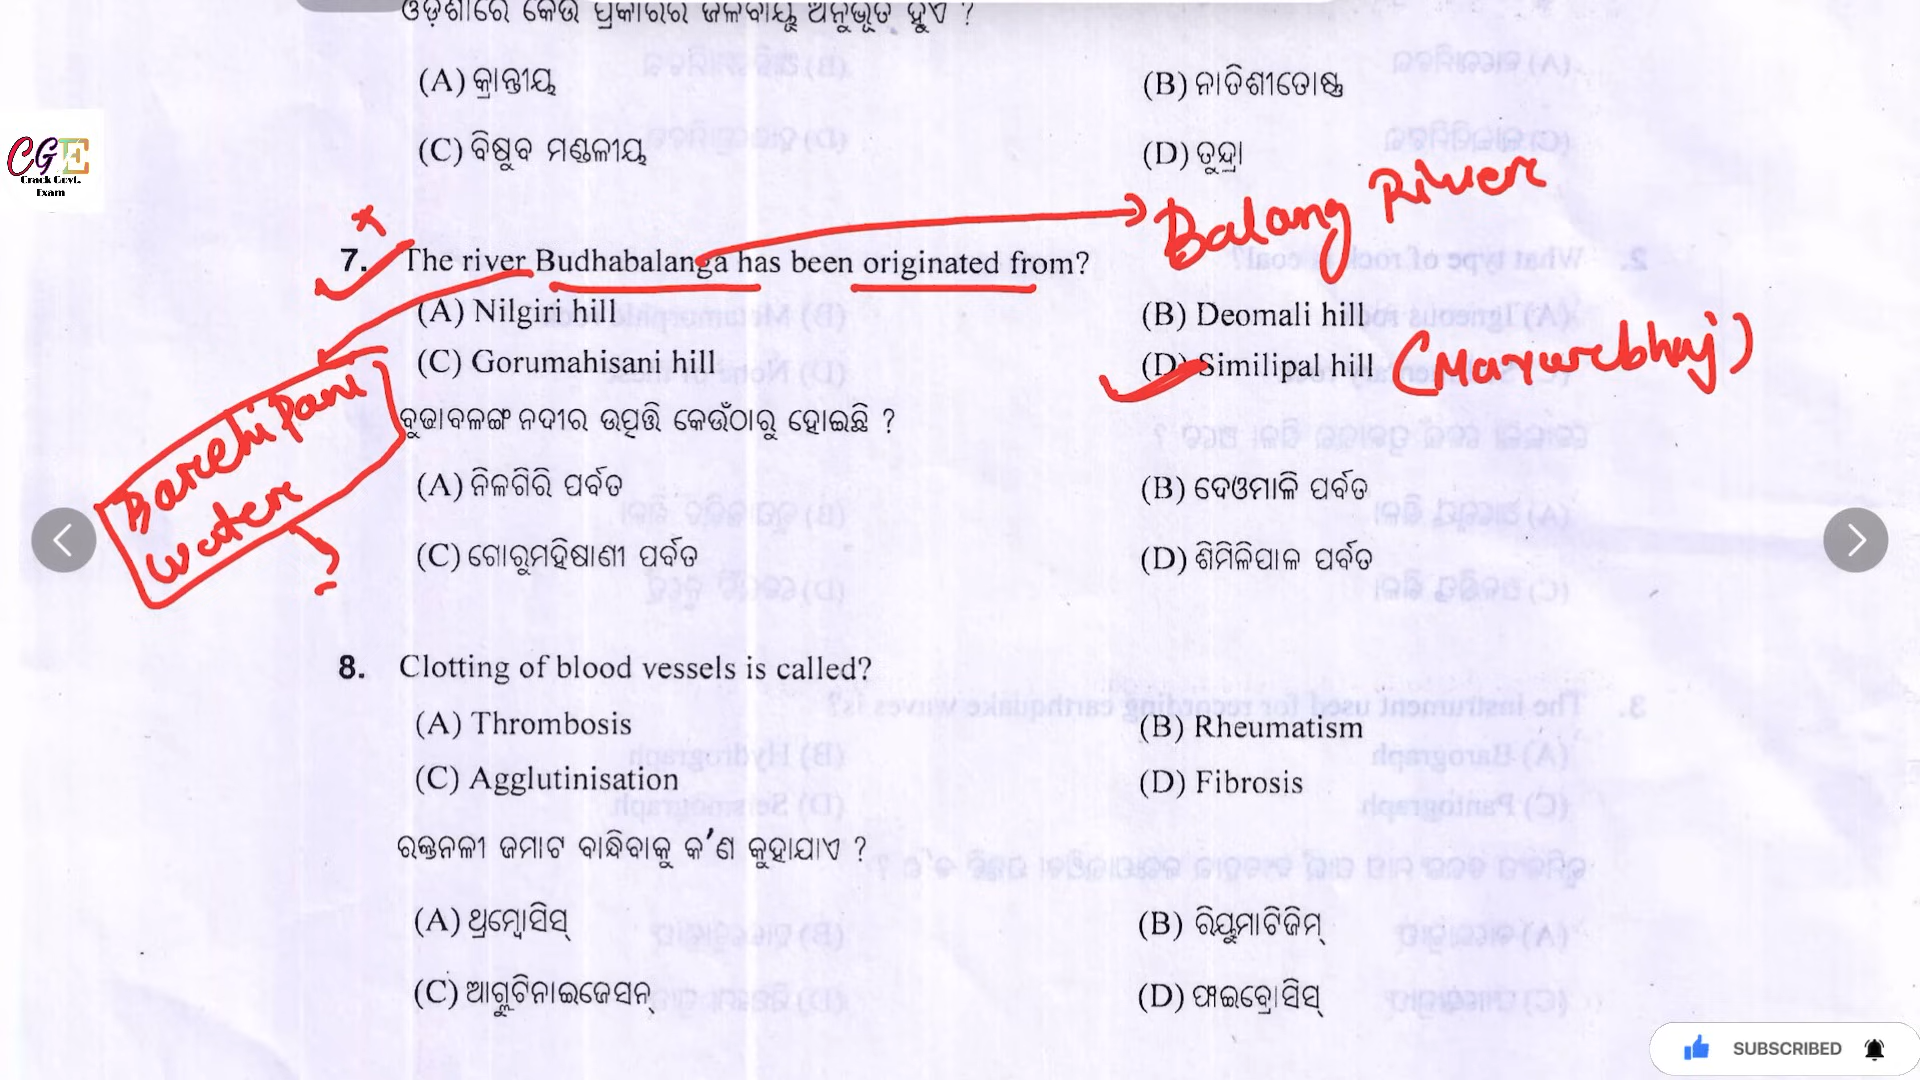 ଓଡ଼ିଶାରେ କେଉଁ ପ୍ରକାରର ଜଳବାୟୁ ଅନୁଭୂତ ହୁଏ ?
(A) କ୍ରାନ୍ତୀୟ (B) ନାତିଶୀତୋଷ୍ଣ
(C) ବିଷୁବ ମଣ୍ଡଳୀୟ (D) ତୁନ୍ଦ୍ରା
CGE
Crack Govt.
Exam
Balang River
7. The river Budhabalanga has been originated from?
(A) Nilgiri hill (B) Deomali hill
(C) Gorumahisani hill (D) Similipal hill (Mayurebhaj)
Barehipani
water
ବୁଢାବଳଙ୍ଗ ନଦୀର ଉତ୍ପତ୍ତି କେଉଁଠାରୁ ହୋଇଛି ?
(A) ନିଳଗିରି ପର୍ବତ (B) ଦେଓମାଳି ପର୍ବତ
(C) ଗୋରୁମହିଷାଣୀ ପର୍ବତ (D) ଶିମିଳିପାଳ ପର୍ବତ
8. Clotting of blood vessels is called?
(A) Thrombosis (B) Rheumatism
(C) Agglutinisation (D) Fibrosis
ରକ୍ତନଳୀ ଜମାଟ ବାନ୍ଧିବାକୁ କ'ଣ କୁହାଯାଏ ?
(A) ଥ୍ରମ୍ବୋସିସ୍ (B) ରିୟୁମାଟିଜିମ୍
(C) ଆଗ୍ଲୁଟିନାଇଜେସନ୍ (D) ଫାଇବ୍ରୋସିସ୍
SUBSCRIBED